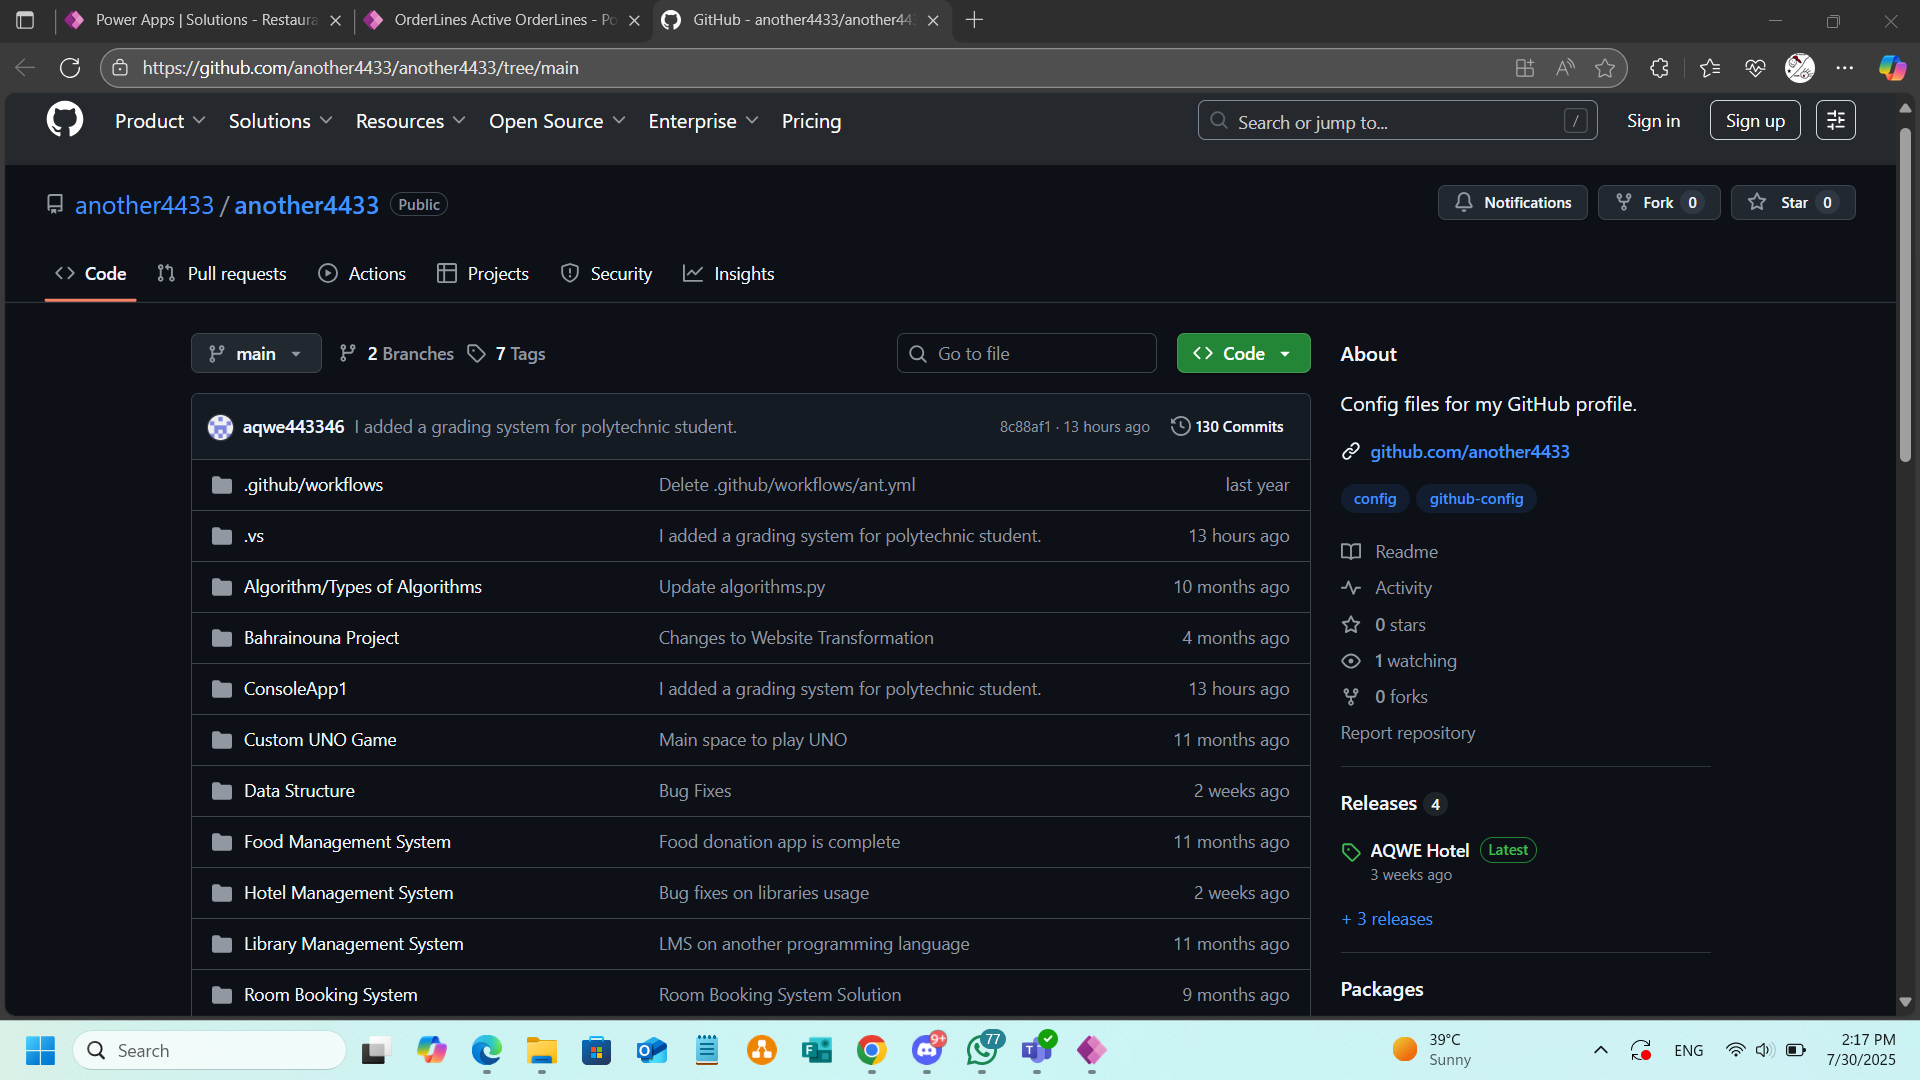 Power Apps | Solutions - Restaura
OrderLines Active OrderLines - Po
GitHub - another4433/another443
https://github.com/another4433/another4433/tree/main
Product
Solutions
Resources
Open Source
Enterprise
Pricing
Search or jump to...
/
Sign in
Sign up
another4433 / another4433
Public
Notifications
Fork 0
Star 0
Code
Pull requests
Actions
Projects
Security
Insights
main
2 Branches
7 Tags
Go to file
Code
aqwe443346 I added a grading system for polytechnic student. 8c88af1 · 13 hours ago 130 Commits
.github/workflows Delete .github/workflows/ant.yml last year
.vs I added a grading system for polytechnic student. 13 hours ago
Algorithm/Types of Algorithms Update algorithms.py 10 months ago
Bahrainouna Project Changes to Website Transformation 4 months ago
ConsoleApp1 I added a grading system for polytechnic student. 13 hours ago
Custom UNO Game Main space to play UNO 11 months ago
Data Structure Bug Fixes 2 weeks ago
Food Management System Food donation app is complete 11 months ago
Hotel Management System Bug fixes on libraries usage 2 weeks ago
Library Management System LMS on another programming language 11 months ago
Room Booking System Room Booking System Solution 9 months ago
About
Config files for my GitHub profile.
github.com/another4433
config github-config
Readme
Activity
0 stars
1 watching
0 forks
Report repository
Releases 4
AQWE Hotel Latest
3 weeks ago
+ 3 releases
Packages
Search
9+
77
39°C
Sunny
ENG
2:17 PM
7/30/2025